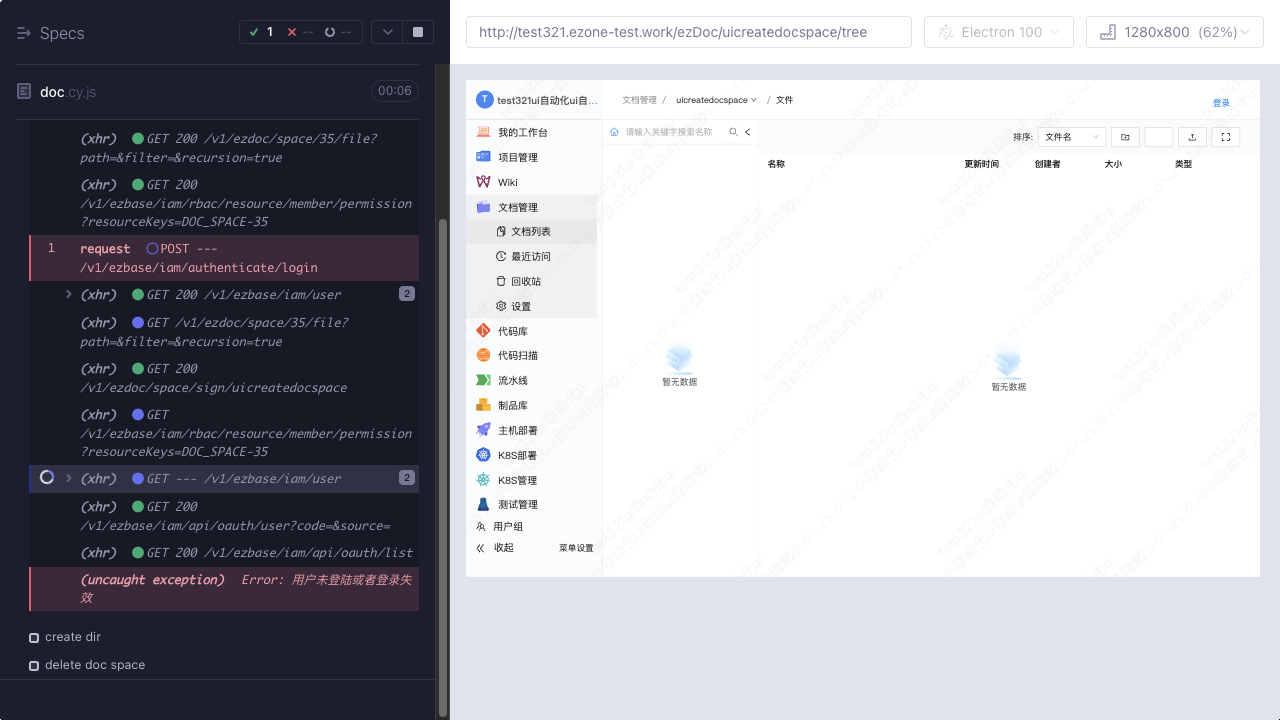 Specs
1 -- --
doc.cy.js
00:06
(xhr) GET 200 /v1/ezdoc/space/35/file?
path=&filter=&recursion=true
(xhr) GET 200
/v1/ezbase/iam/rbac/resource/member/permission
?resourceKeys=DOC_SPACE-35
1 request POST ---
/v1/ezbase/iam/authenticate/login
(xhr) GET 200 /v1/ezbase/iam/user 2
(xhr) GET /v1/ezdoc/space/35/file?
path=&filter=&recursion=true
(xhr) GET 200
/v1/ezdoc/space/sign/uicreatedocspace
(xhr) GET
/v1/ezbase/iam/rbac/resource/member/permission
?resourceKeys=DOC_SPACE-35
(xhr) GET --- /v1/ezbase/iam/user 2
(xhr) GET 200
/v1/ezbase/iam/api/oauth/user?code=&source=
(xhr) GET 200 /v1/ezbase/iam/api/oauth/list
(uncaught exception) Error: 用户未登陆或者登录失
效
create dir
delete doc space
http://test321.ezone-test.work/ezDoc/uicreatedocspace/tree
Electron 100
1280x800 (62%)
T test321ui自动化ui自...
文档管理 / uicreatedocspace / 文件
登录
我的工作台
项目管理
Wiki
文档管理
文档列表
最近访问
回收站
设置
代码库
代码扫描
流水线
制品库
主机部署
K8S部署
K8S管理
测试管理
用户组
收起 菜单设置
请输入关键字搜索名称
暂无数据
排序: 文件名
名称 更新时间 创建者 大小 类型
暂无数据